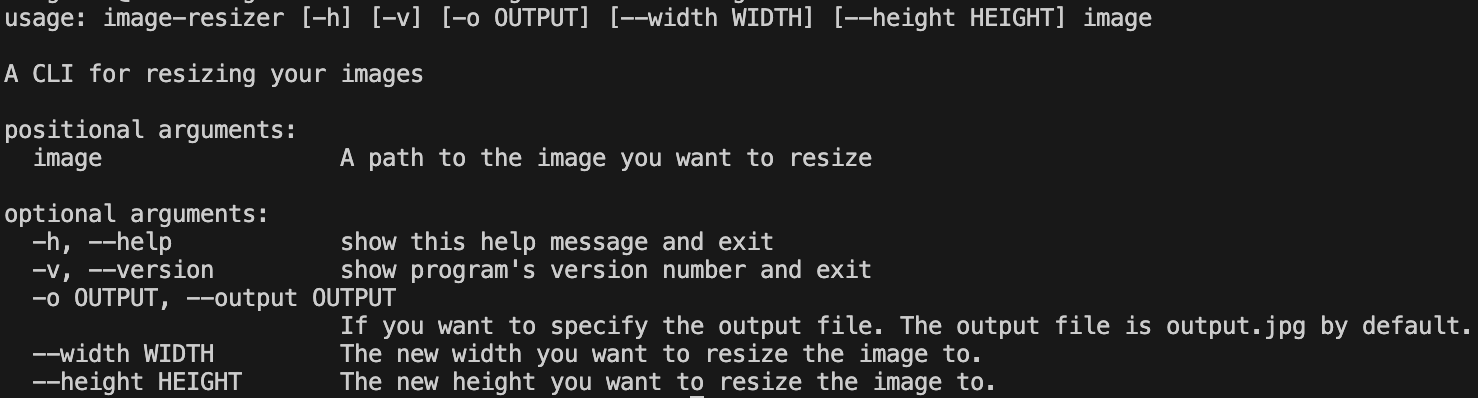 usage: image-resizer [-h] [-v] [-o OUTPUT] [--width WIDTH] [--height HEIGHT] image
A CLI for resizing your images
positional arguments:
image A path to the image you want to resize
optional arguments:
-h, --help show this help message and exit
-v, --version show program's version number and exit
-o OUTPUT, --output OUTPUT
If you want to specify the output file. The output file is output.jpg by default.
--width WIDTH The new width you want to resize the image to.
--height HEIGHT The new height you want to resize the image to.